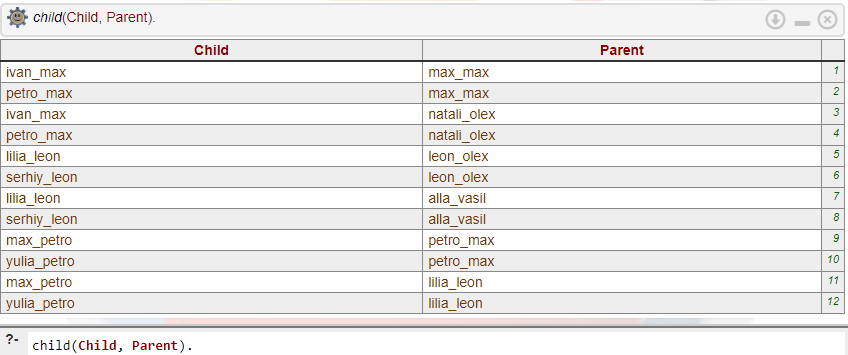 child(Child, Parent).
Child Parent
ivan_max max_max 1
petro_max max_max 2
ivan_max natali_olex 3
petro_max natali_olex 4
lilia_leon leon_olex 5
serhiy_leon leon_olex 6
lilia_leon alla_vasil 7
serhiy_leon alla_vasil 8
max_petro petro_max 9
yulia_petro petro_max 10
max_petro lilia_leon 11
yulia_petro lilia_leon 12
?- child(Child, Parent).